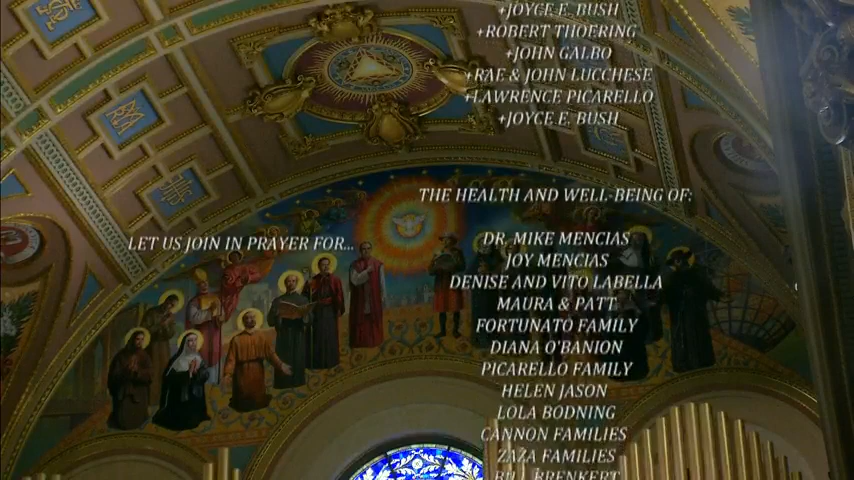 +JOYCE E. BUSH
+ROBERT THOERING
+JOHN GALBO
+RAE & JOHN LUCCHESE
+LAWRENCE PICARELLO
+JOYCE E. BUSH
THE HEALTH AND WELL-BEING OF:
LET US JOIN IN PRAYER FOR...
DR. MIKE MENCIAS
JOY MENCIAS
DENISE AND VITO LABELLA
MAURA & PATT
FORTUNATO FAMILY
DIANA O'BANION
PICARELLO FAMILY
HELEN JASON
LOLA BODNING
CANNON FAMILIES
ZAZA FAMILIES
BILL KRENKERT